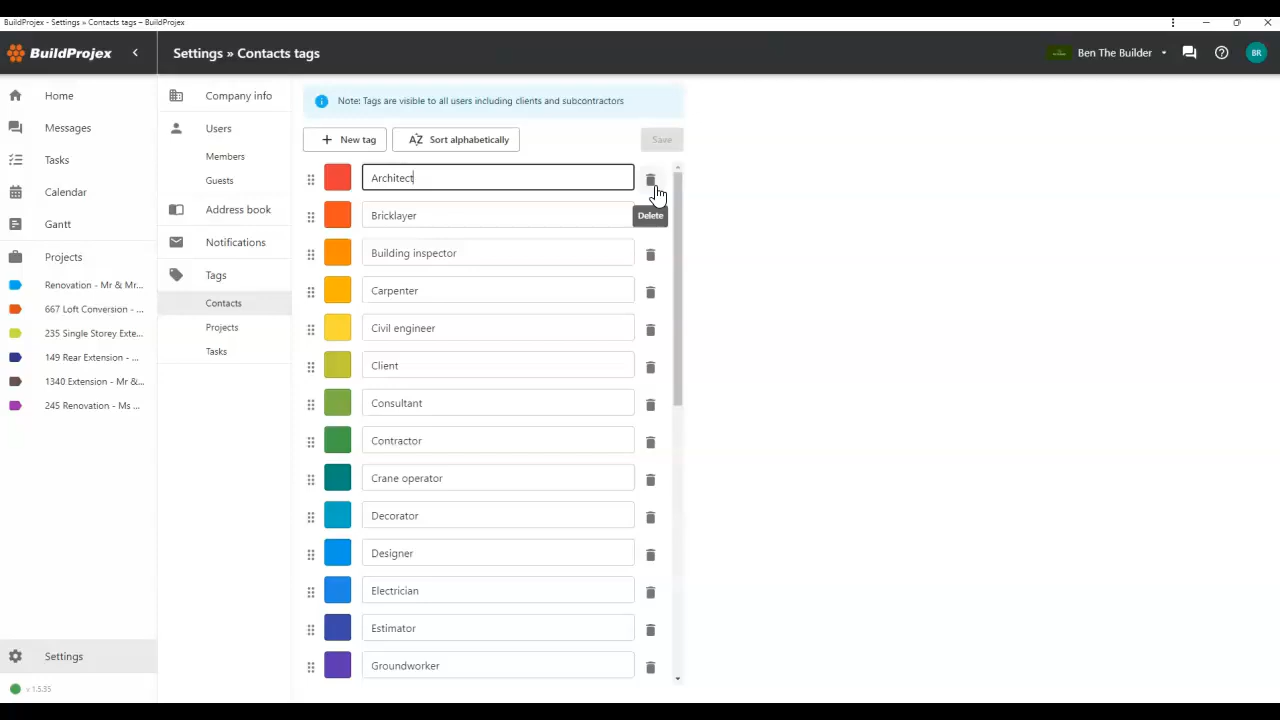 BuildProjex - Settings » Contacts tags – BuildProjex
BuildProjex
Settings » Contacts tags
Ben The Builder
BR
Home
Messages
Tasks
Calendar
Gantt
Projects
Renovation - Mr & Mr...
667 Loft Conversion - ...
235 Single Storey Exte...
149 Rear Extension - ...
1340 Extension - Mr &...
245 Renovation - Ms ...
Settings
v 1.5.35
Company info
Users
Members
Guests
Address book
Notifications
Tags
Contacts
Projects
Tasks
Note: Tags are visible to all users including clients and subcontractors
New tag
AZ Sort alphabetically
Save
Architect
Bricklayer
Delete
Building inspector
Carpenter
Civil engineer
Client
Consultant
Contractor
Crane operator
Decorator
Designer
Electrician
Estimator
Groundworker